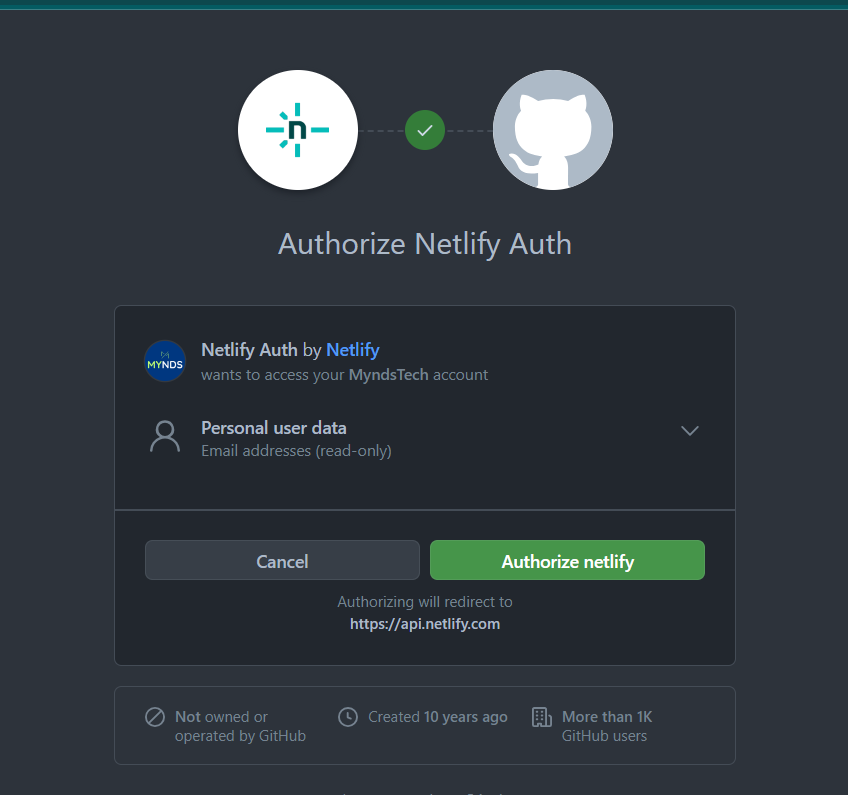 n
Authorize Netlify Auth
MYNDS
Netlify Auth by Netlify
wants to access your MyndsTech account
Personal user data
Email addresses (read-only)
Cancel
Authorize netlify
Authorizing will redirect to
https://api.netlify.com
Not owned or
operated by GitHub
Created 10 years ago
More than 1K
GitHub users